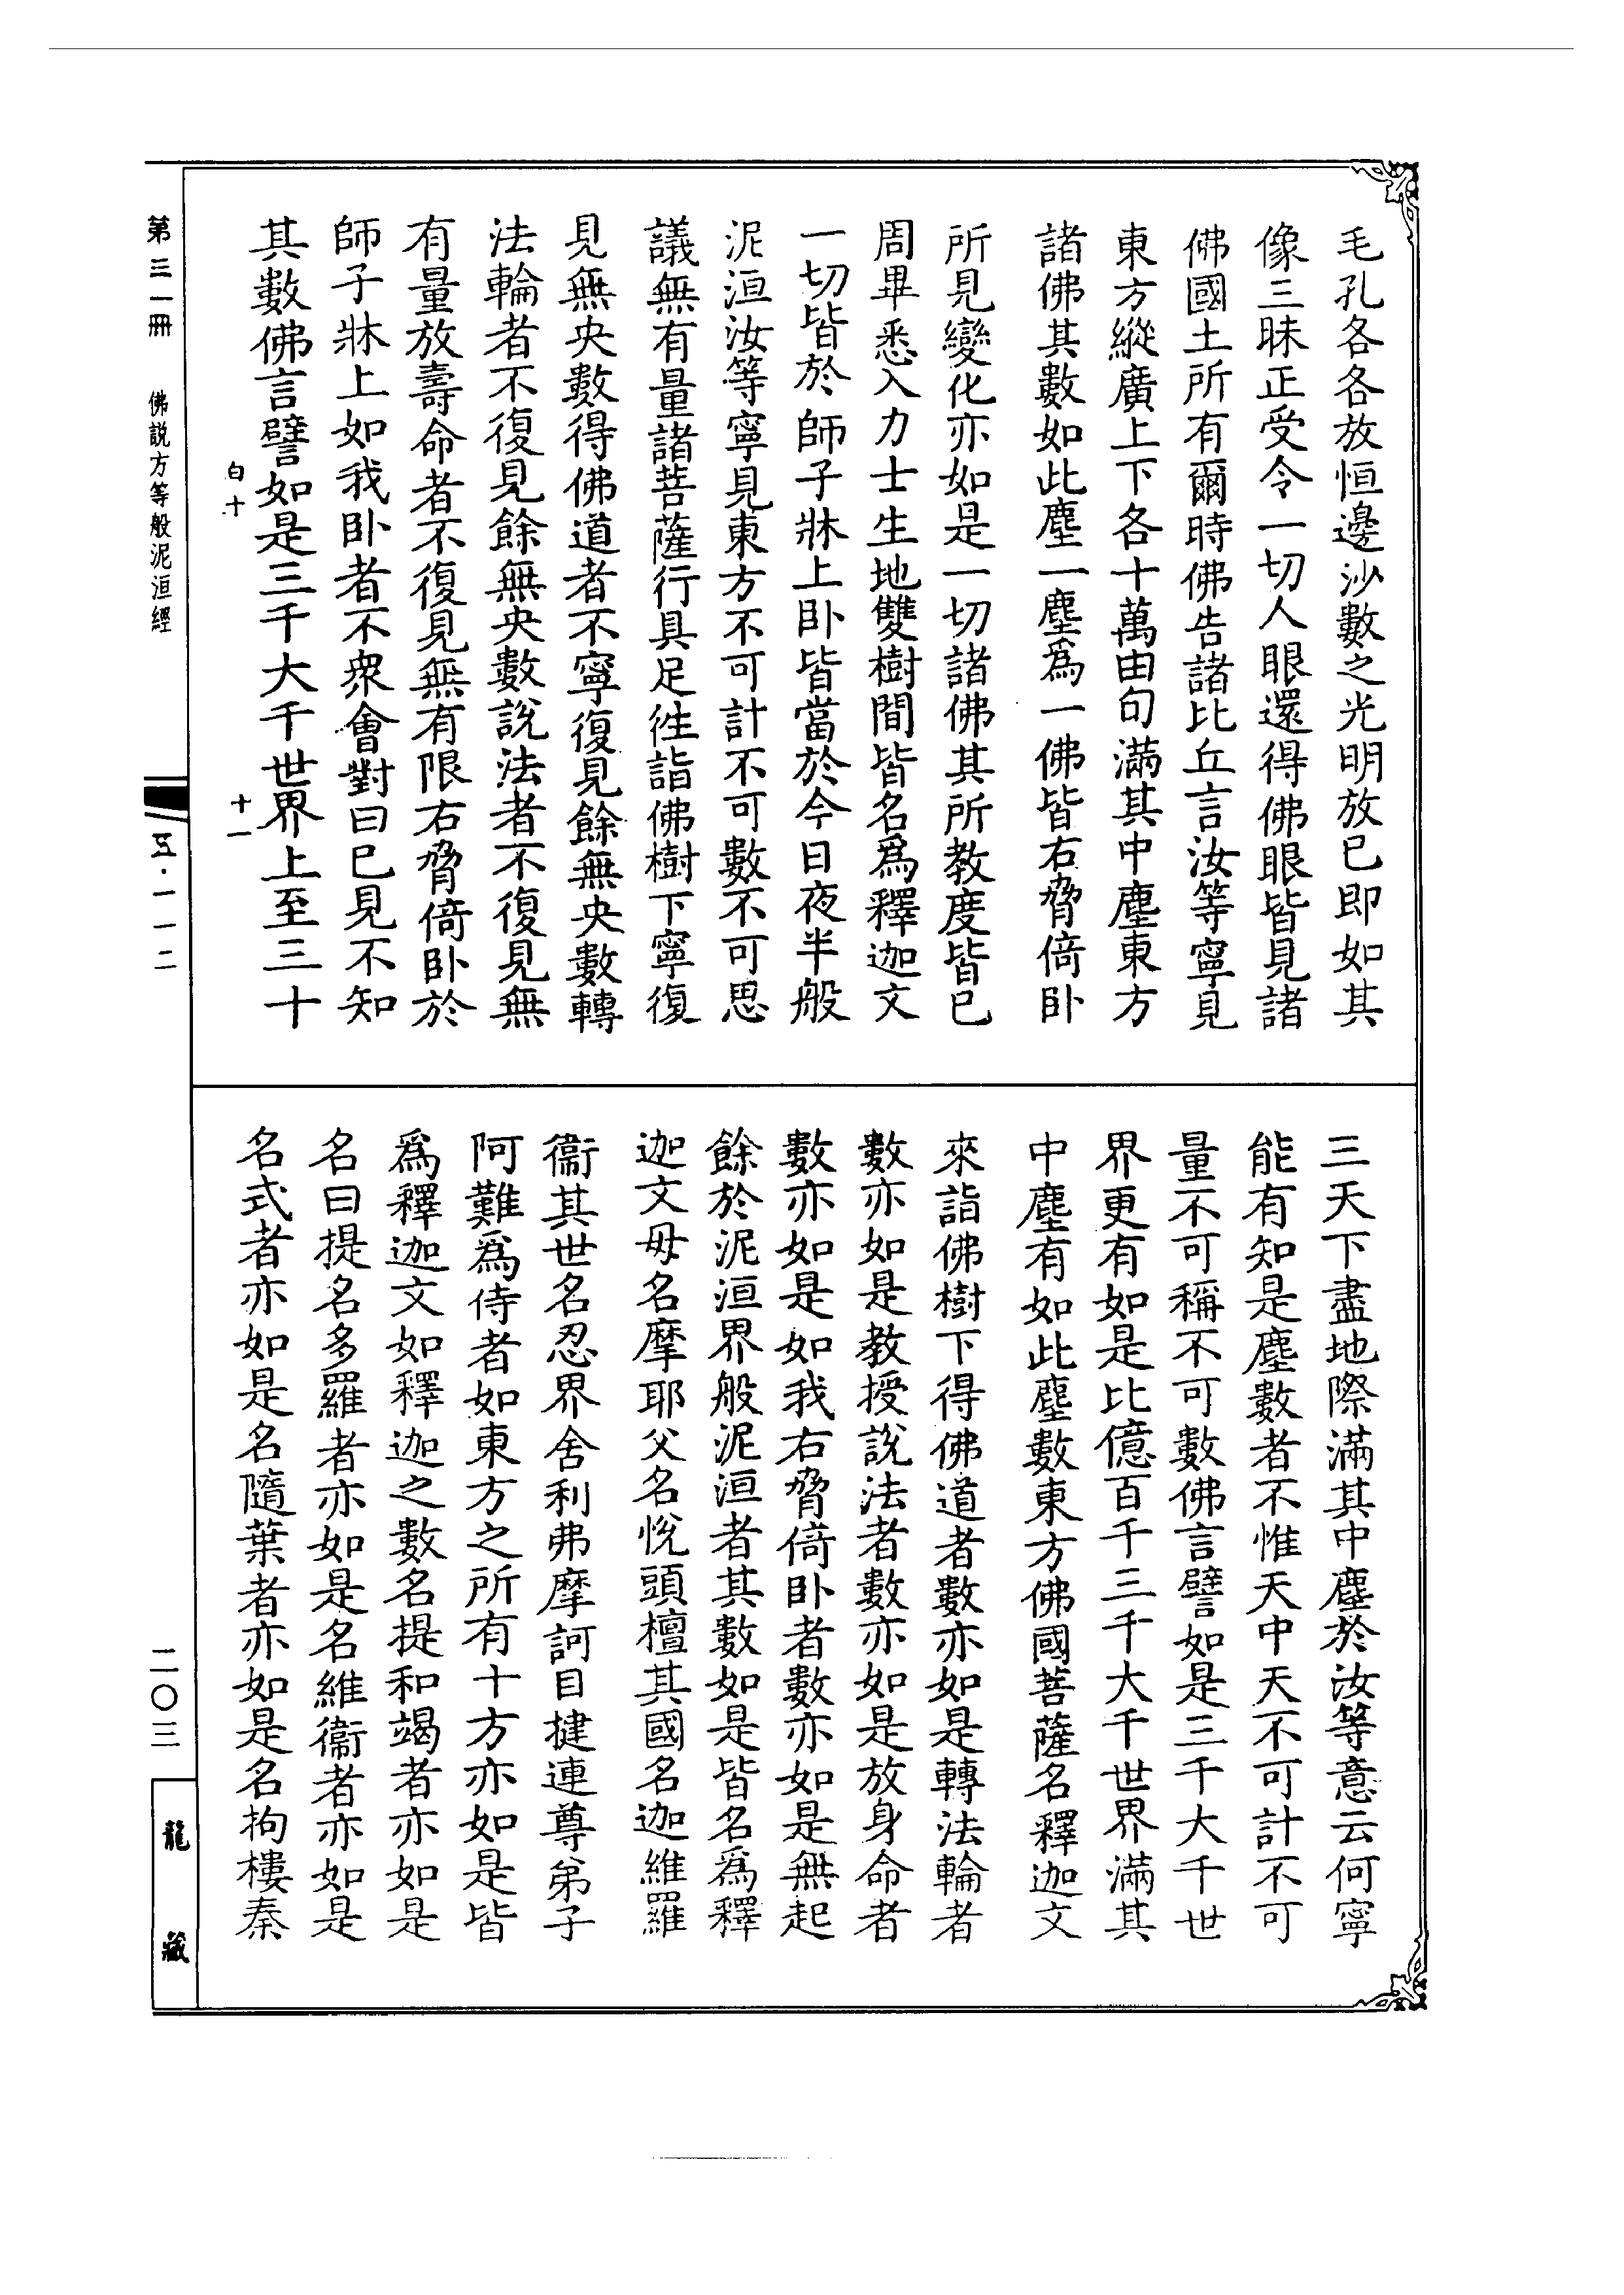 毛孔各各放恒邊沙數之光明放已即如其
像三昧正受令一切人眼還得佛眼皆見諸
佛國土所有爾時佛告諸比丘言汝等寧見
東方縱廣上下各十萬由旬滿其中塵東方
諸佛其數如此塵一塵爲一佛皆右脅倚卧
所見變化亦如是一切諸佛其所教度皆已
周畢悉入力士生地雙樹間皆名爲釋迦文
一切皆於師子牀上卧皆當於今日夜半般
泥洹汝等寧見東方不可計不可數不可思
議無有量諸菩薩行具足徃詣佛樹下寧復
見無央數得佛道者不寧復見餘無央數轉
法輪者不復見餘無央數說法者不復見無
有量放壽命者不復見無有限右脅倚卧於
師子牀上如我卧者不衆會對曰已見不知
其數佛言譬如是三千大千世界上至三十
三天下盡地際滿其中塵於汝等意云何寧
能有知是塵數者不惟天中天不可計不可
量不可稱不可數佛言譬如是三千大千世
界更有如是比億百千三千大千世界滿其
中塵有如此塵數東方佛國菩薩名釋迦文
來詣佛樹下得佛道者數亦如是轉法輪者
數亦如是教授說法者數亦如是放身命者
數亦如是如我右脅倚卧者數亦如是無起
餘於泥洹界般泥洹者其數如是皆名爲釋
迦文母名摩耶父名悅頭檀其國名迦維羅
衞其世名忍界舍利弗摩訶目揵連尊弟子
阿難爲侍者如東方之所有十方亦如是皆
爲釋迦文如釋迦之數名提和竭者亦如是
名曰提名多羅者亦如是名維衞者亦如是
名式者亦如是名隨葉者亦如是名拘樓秦
白十
十一
第三一冊
佛説方等般泥洹經
五·一一二
二〇三
龍藏